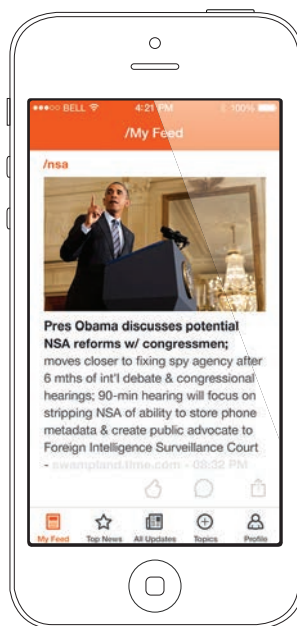 BELL 4:21 PM 100%
/My Feed
/nsa
Pres Obama discusses potential
NSA reforms w/ congressmen;
moves closer to fixing spy agency after
6 mths of int'l debate & congressional
hearings; 90-min hearing will focus on
stripping NSA of ability to store phone
metadata & create public advocate to
Foreign Intelligence Surveillance Court
- swampland.time.com - 08:32 PM
My Feed Top News All Updates Topics Profile